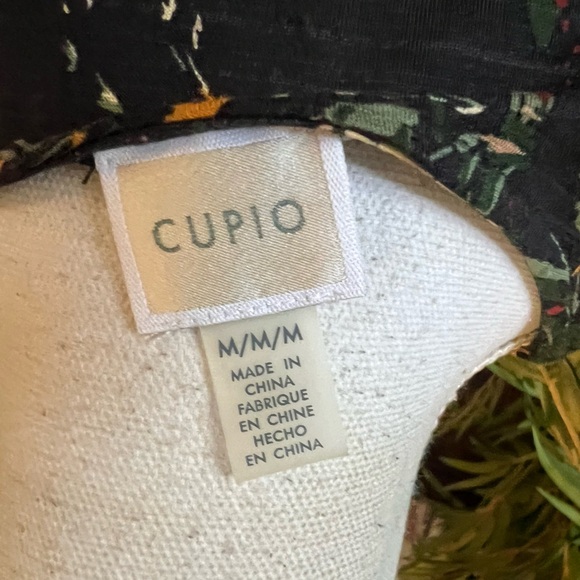 CUPIO
M/M/M
MADE IN
CHINA
FABRIQUE
EN CHINE
HECHO
EN CHINA